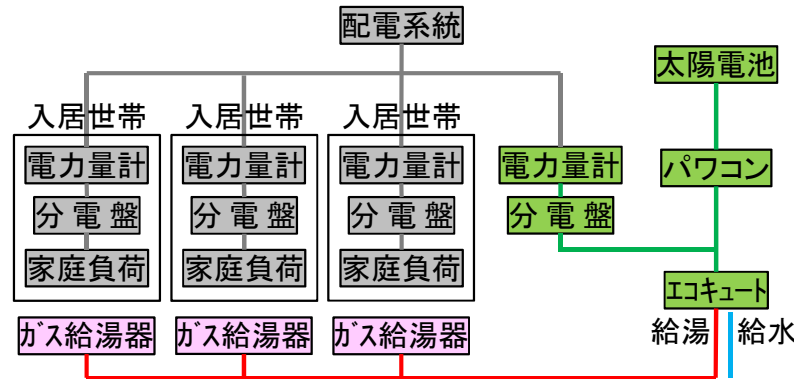 配電系統
太陽電池
入居世帯 入居世帯 入居世帯
電力量計 電力量計 電力量計 電力量計 パワコン
分電盤 分電盤 分電盤 分電盤
家庭負荷 家庭負荷 家庭負荷
エコキュート
ガス給湯器 ガス給湯器 ガス給湯器 給湯 給水